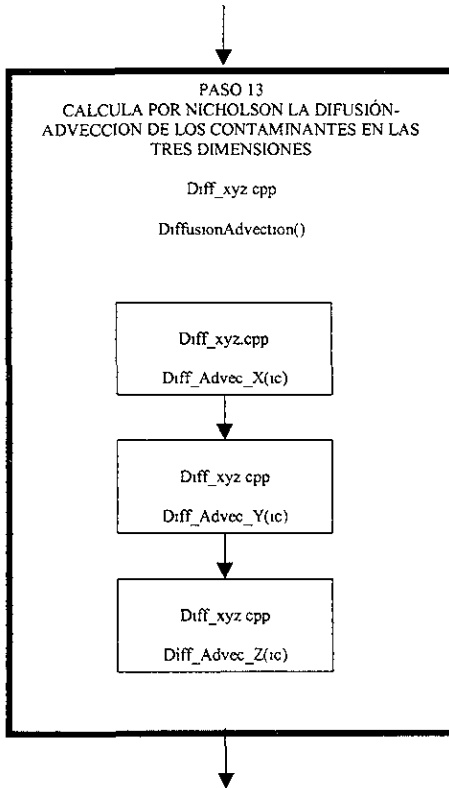 PASO 13
CALCULA POR NICHOLSON LA DIFUSIÓN-
ADVECCION DE LOS CONTAMINANTES EN LAS
TRES DIMENSIONES
Diff_xyz cpp
DiffusionAdvection()
Diff_xyz.cpp
Diff_Advec_X(ic)
Diff_xyz cpp
Diff_Advec_Y(ic)
Diff_xyz cpp
Diff_Advec_Z(ic)